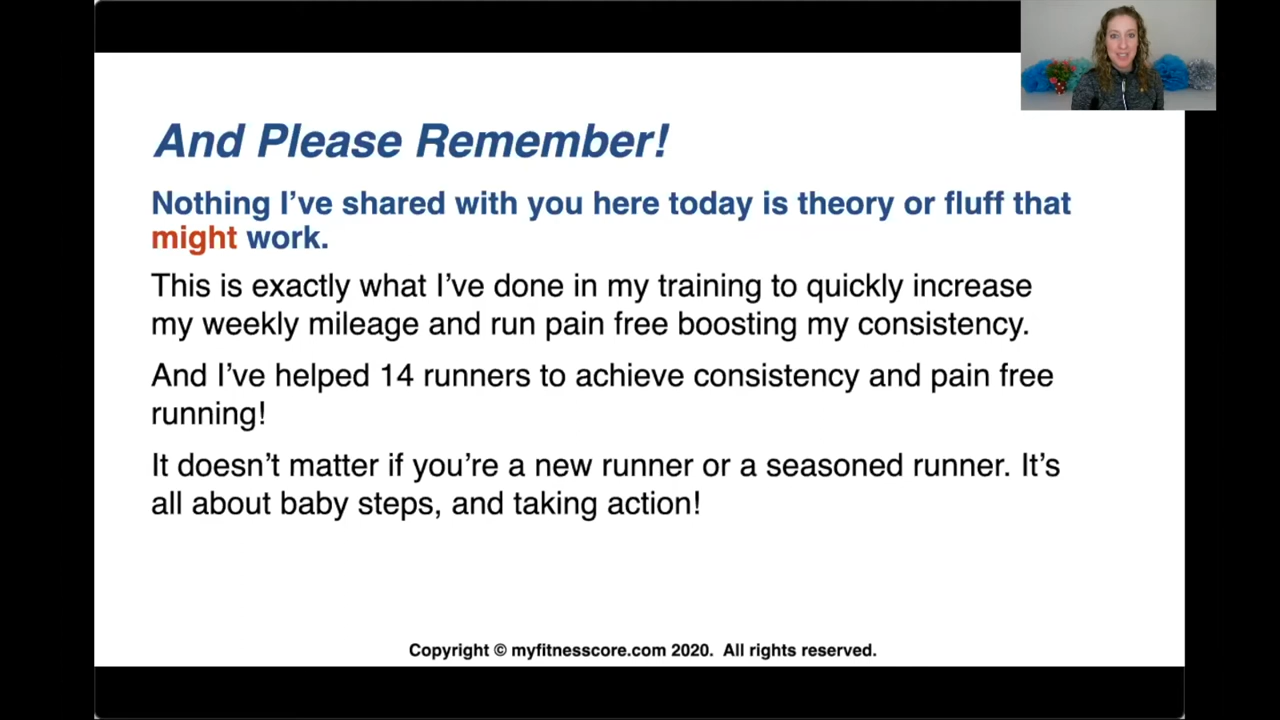 And Please Remember!
Nothing I’ve shared with you here today is theory or fluff that
might work.
This is exactly what I’ve done in my training to quickly increase
my weekly mileage and run pain free boosting my consistency.
And I’ve helped 14 runners to achieve consistency and pain free
running!
It doesn’t matter if you’re a new runner or a seasoned runner. It’s
all about baby steps, and taking action!
Copyright © myfitnesscore.com 2020.  All rights reserved.